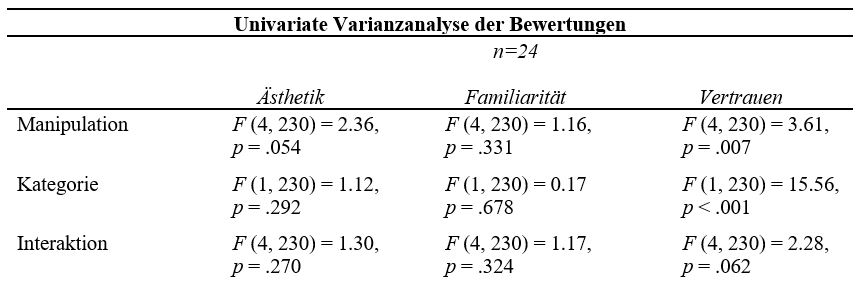 Univariate Varianzanalyse der Bewertungen
n=24
Ästhetik Familiarität Vertrauen
Manipulation F (4, 230) = 2.36, F (4, 230) = 1.16, F (4, 230) = 3.61,
p = .054 p = .331 p = .007
Kategorie F (1, 230) = 1.12, F (1, 230) = 0.17 F (1, 230) = 15.56,
p = .292 p = .678 p < .001
Interaktion F (4, 230) = 1.30, F (4, 230) = 1.17, F (4, 230) = 2.28,
p = .270 p = .324 p = .062